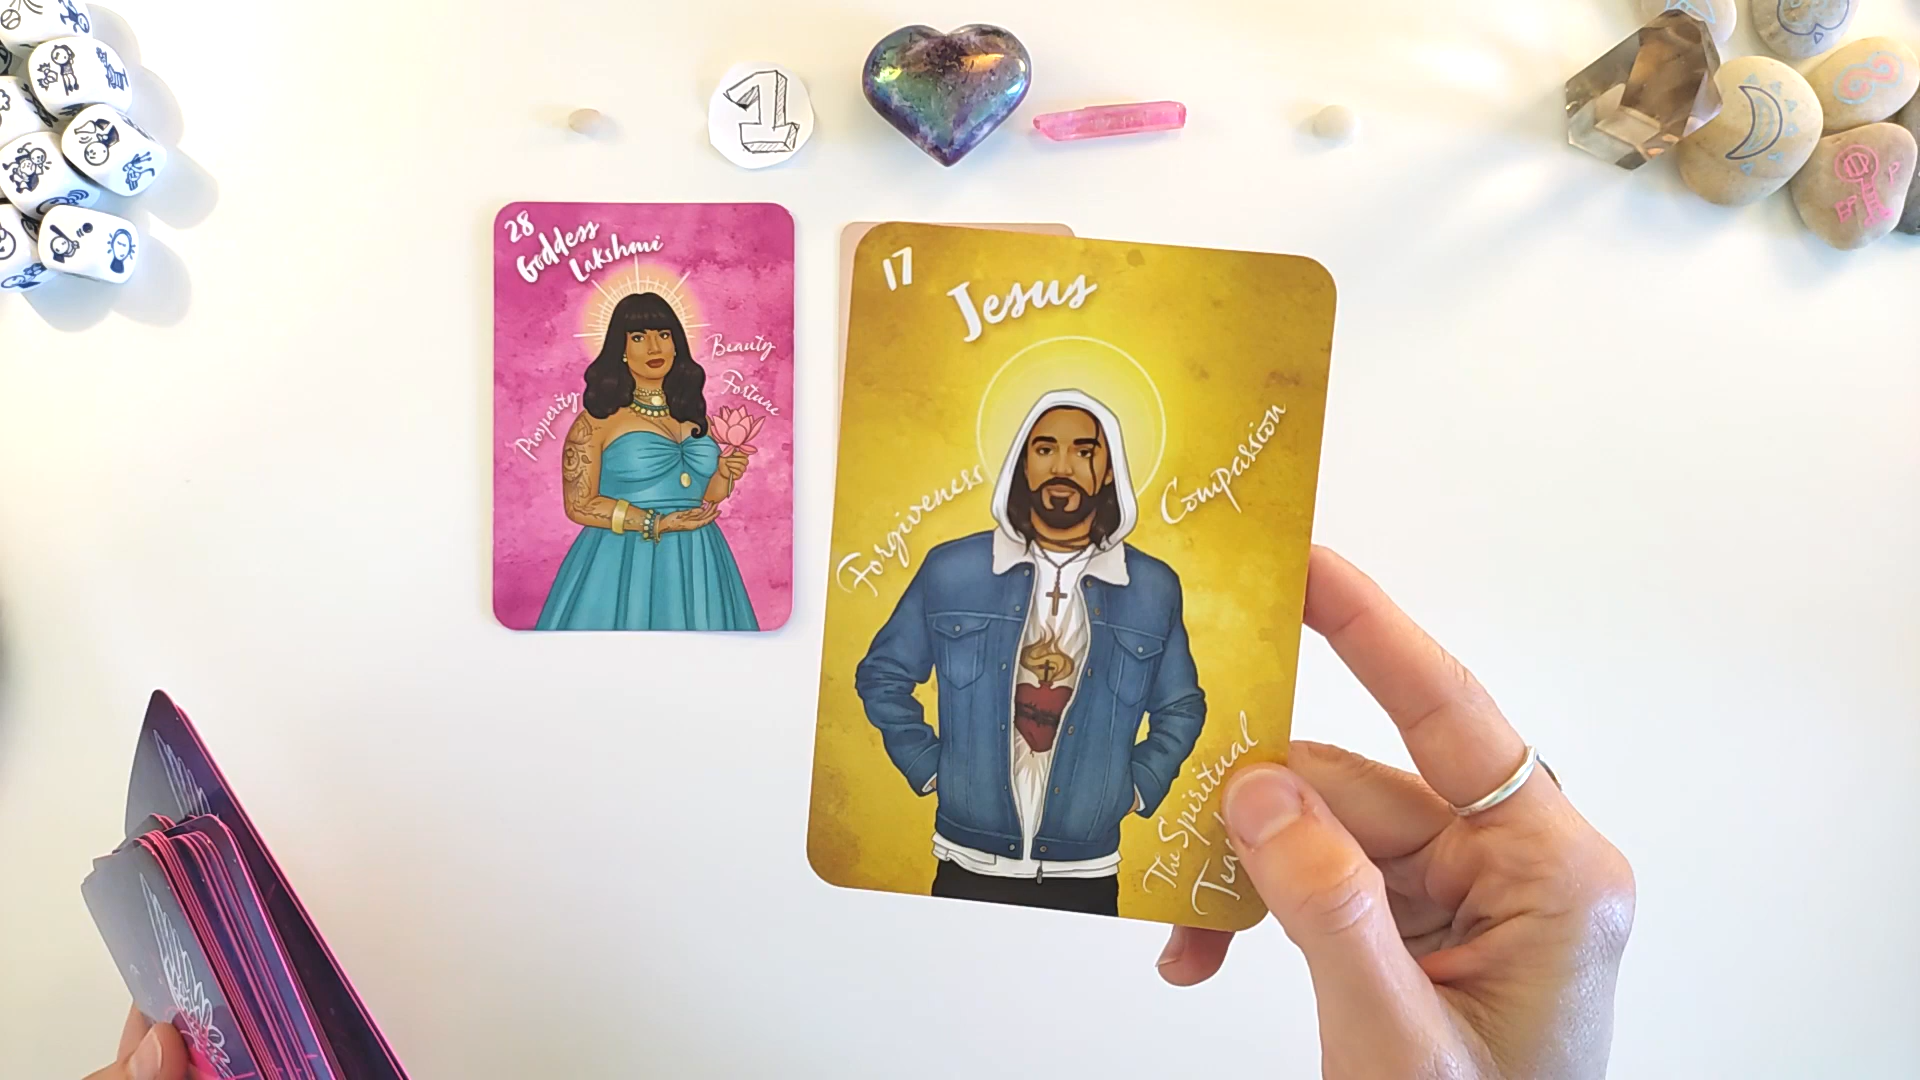 1
28
Goddess
Lakshmi
Beauty
Fortune
Prosperity
17
Jesus
Forgiveness
Compassion
The Spiritual